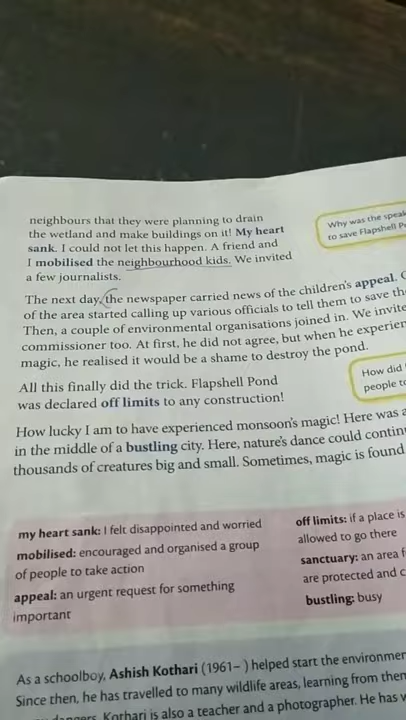 neighbours that they were planning to drain
the wetland and make buildings on it! My heart
sank. I could not let this happen. A friend and
I mobilised the neighbourhood kids. We invited
a few journalists.
Why was the
to save Flapshell
The next day, the newspaper carried news of the children's appeal.
of the area started calling up various officials to tell them to save
Then, a couple of environmental organisations joined in. We
commissioner too. At first, he did not agree, but when he
magic, he realised it would be a shame to destroy the pond.
All this finally did the trick. Flapshell Pond
was declared off limits to any construction!
How did
people
How lucky I am to have experienced monsoon's magic! Here was
in the middle of a bustling city. Here, nature's dance could
thousands of creatures big and small. Sometimes, magic is found
my heart sank: I felt disappointed and worried
mobilised: encouraged and organised a group
of people to take action
appeal: an urgent request for something
important
off limits: if a place is
allowed to go there
sanctuary: an area
are protected and
bustling: busy
As a schoolboy, Ashish Kothari (1961– ) helped start the
Since then, he has travelled to many wildlife areas, learning from
Kothari is also a teacher and a photographer. He has